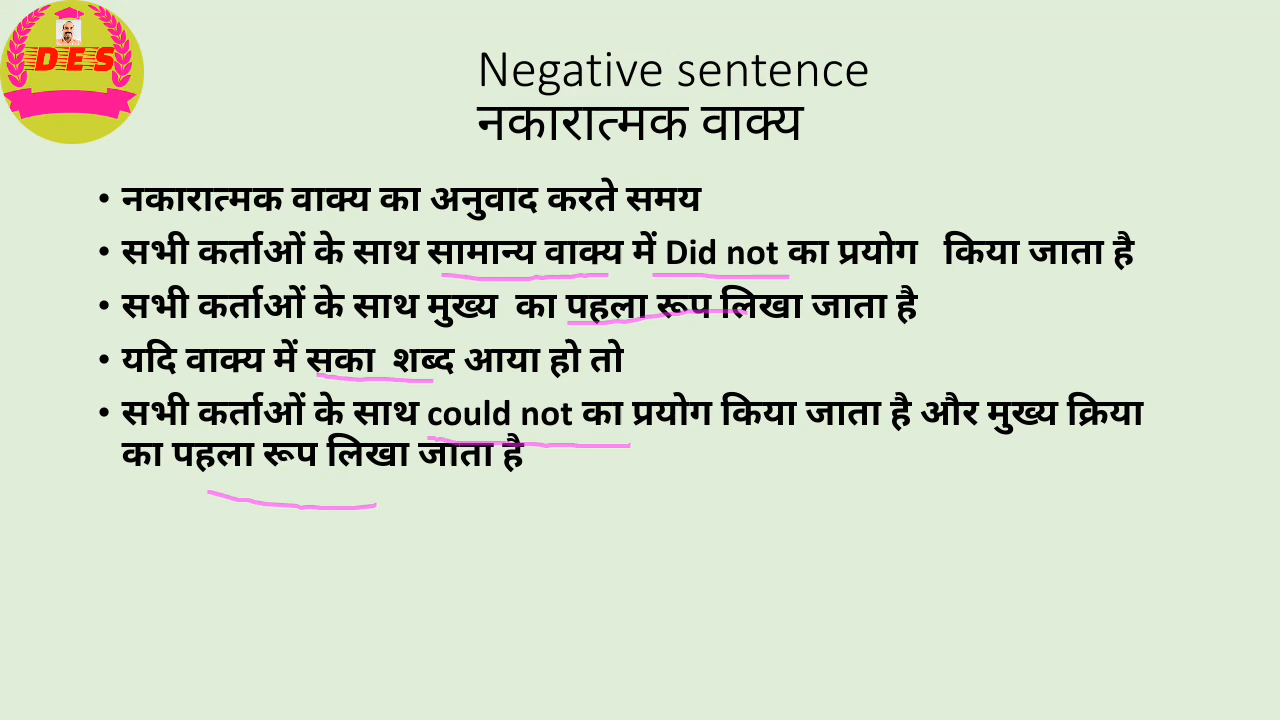 DES
Negative sentence
नकारात्मक वाक्य
• नकारात्मक वाक्य का अनुवाद करते समय
• सभी कर्ताओं के साथ सामान्य वाक्य में Did not का प्रयोग किया जाता है
• सभी कर्ताओं के साथ मुख्य का पहला रूप लिखा जाता है
• यदि वाक्य में सका शब्द आया हो तो
• सभी कर्ताओं के साथ could not का प्रयोग किया जाता है और मुख्य क्रिया
का पहला रूप लिखा जाता है